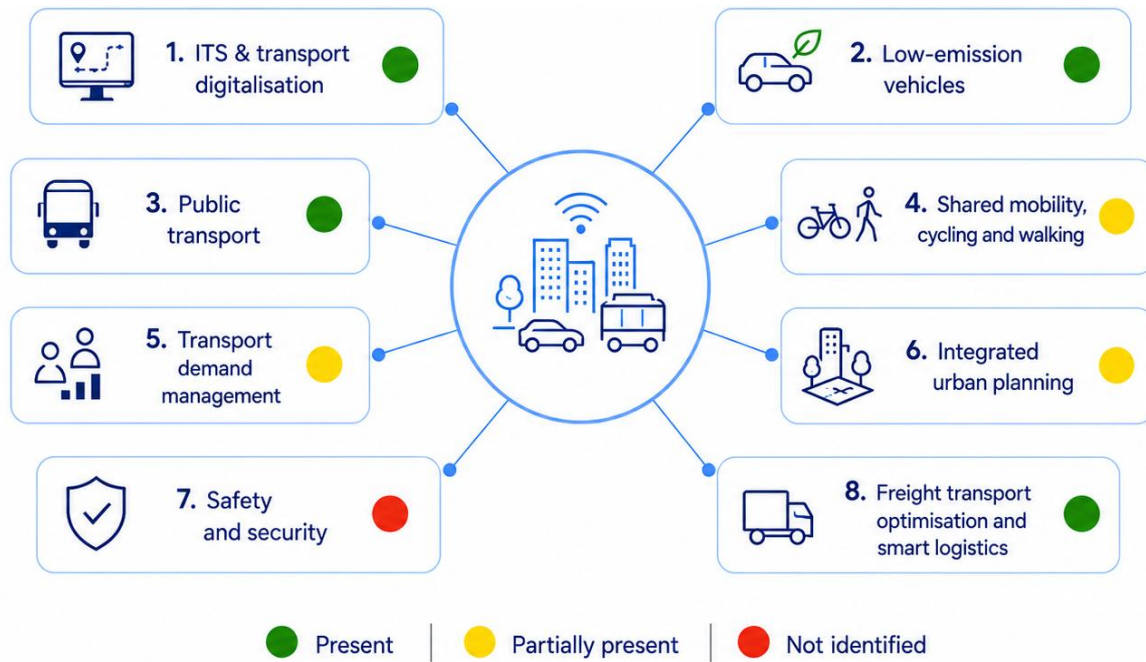 1. ITS & transport
digitalisation
2. Low-emission
vehicles
3. Public
transport
4. Shared mobility,
cycling and walking
5. Transport
demand
management
6. Integrated
urban planning
7. Safety
and security
8. Freight transport
optimisation and
smart logistics
Present
Partially present
Not identified